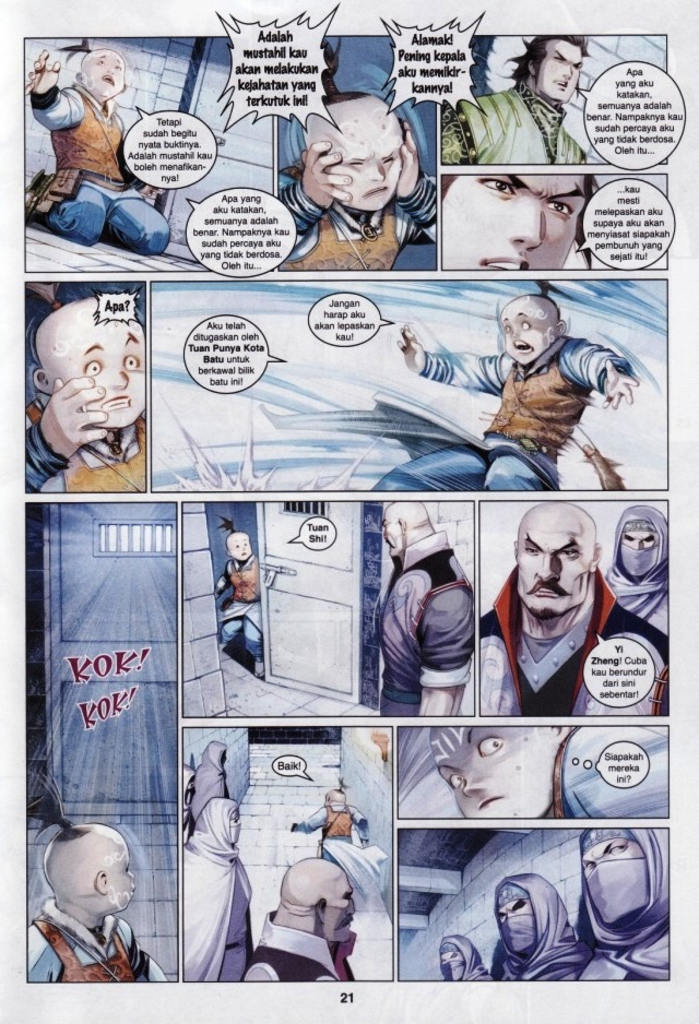 Tetapi
sudah begitu
nyata buktinya.
Adalah mustahil kau
boleh menafikan-
nya!
Adalah
mustahil kau
akan melakukan
kejahatan yang
terkutuk ini!
Apa yang
aku katakan,
semuanya adalah
benar. Nampaknya kau
sudah percaya aku
tidak berdosa.
Oleh itu...
Alamak!
Pening kepala
aku memikir-
kannya!
Apa
yang aku
katakan,
semuanya adalah
benar. Nampaknya kau
sudah percaya aku
yang tidak berdosa.
Oleh itu...
...kau
mesti
melepaskan aku
supaya aku akan
menyiasat siapakah
pembunuh yang
sejati itu!
Apa?
Aku telah
ditugaskan oleh
Tuan Punya Kota
Batu untuk
berkawal bilik
batu ini!
Jangan
harap aku
akan lepaskan
kau!
KOK!
KOK!
Tuan
Shi!
Yi
Zheng! Cuba
kau berundur
dari sini
sebentar!
Baik!
Siapakah
mereka
ini?
21